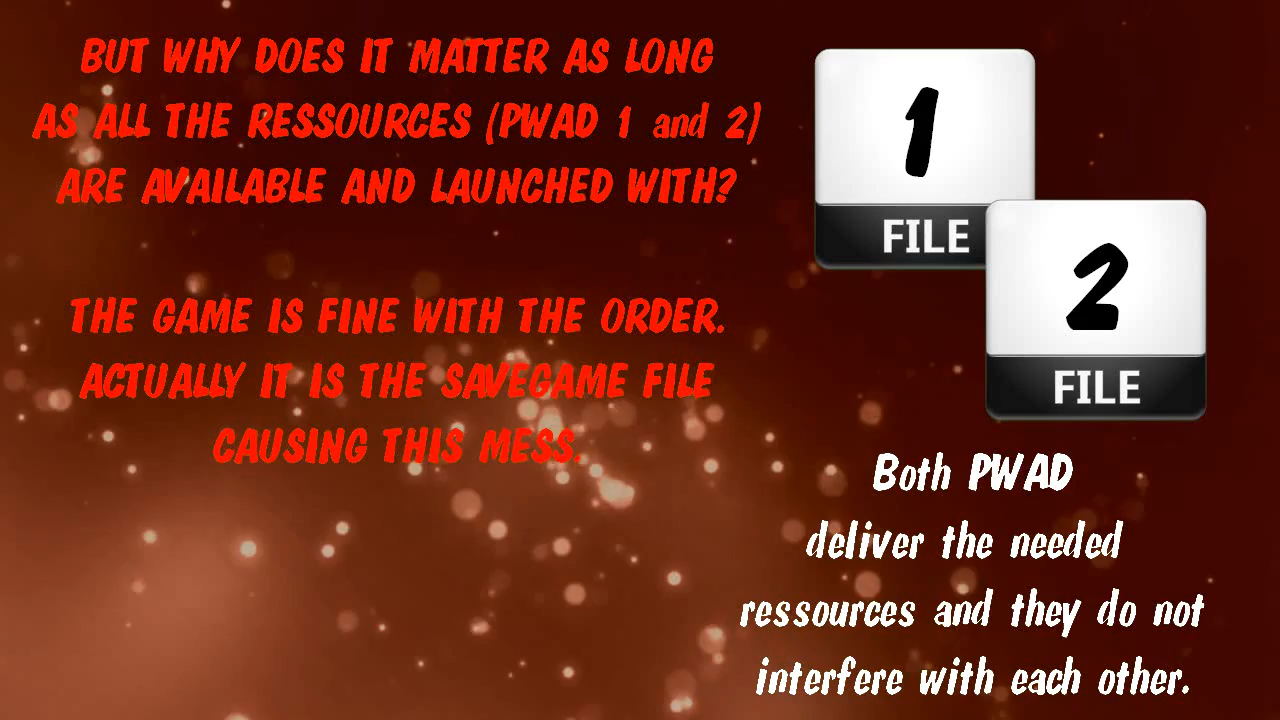 BUT WHY DOES IT MATTER AS LONG
AS ALL THE RESSOURCES (PWAD 1 and 2)
ARE AVAILABLE AND LAUNCHED WITH?
THE GAME IS FINE WITH THE ORDER.
ACTUALLY IT IS THE SAVEGAME FILE
CAUSING THIS MESS.
1
FILE
2
FILE
Both PWAD
deliver the needed
ressources and they do not
interfere with each other.